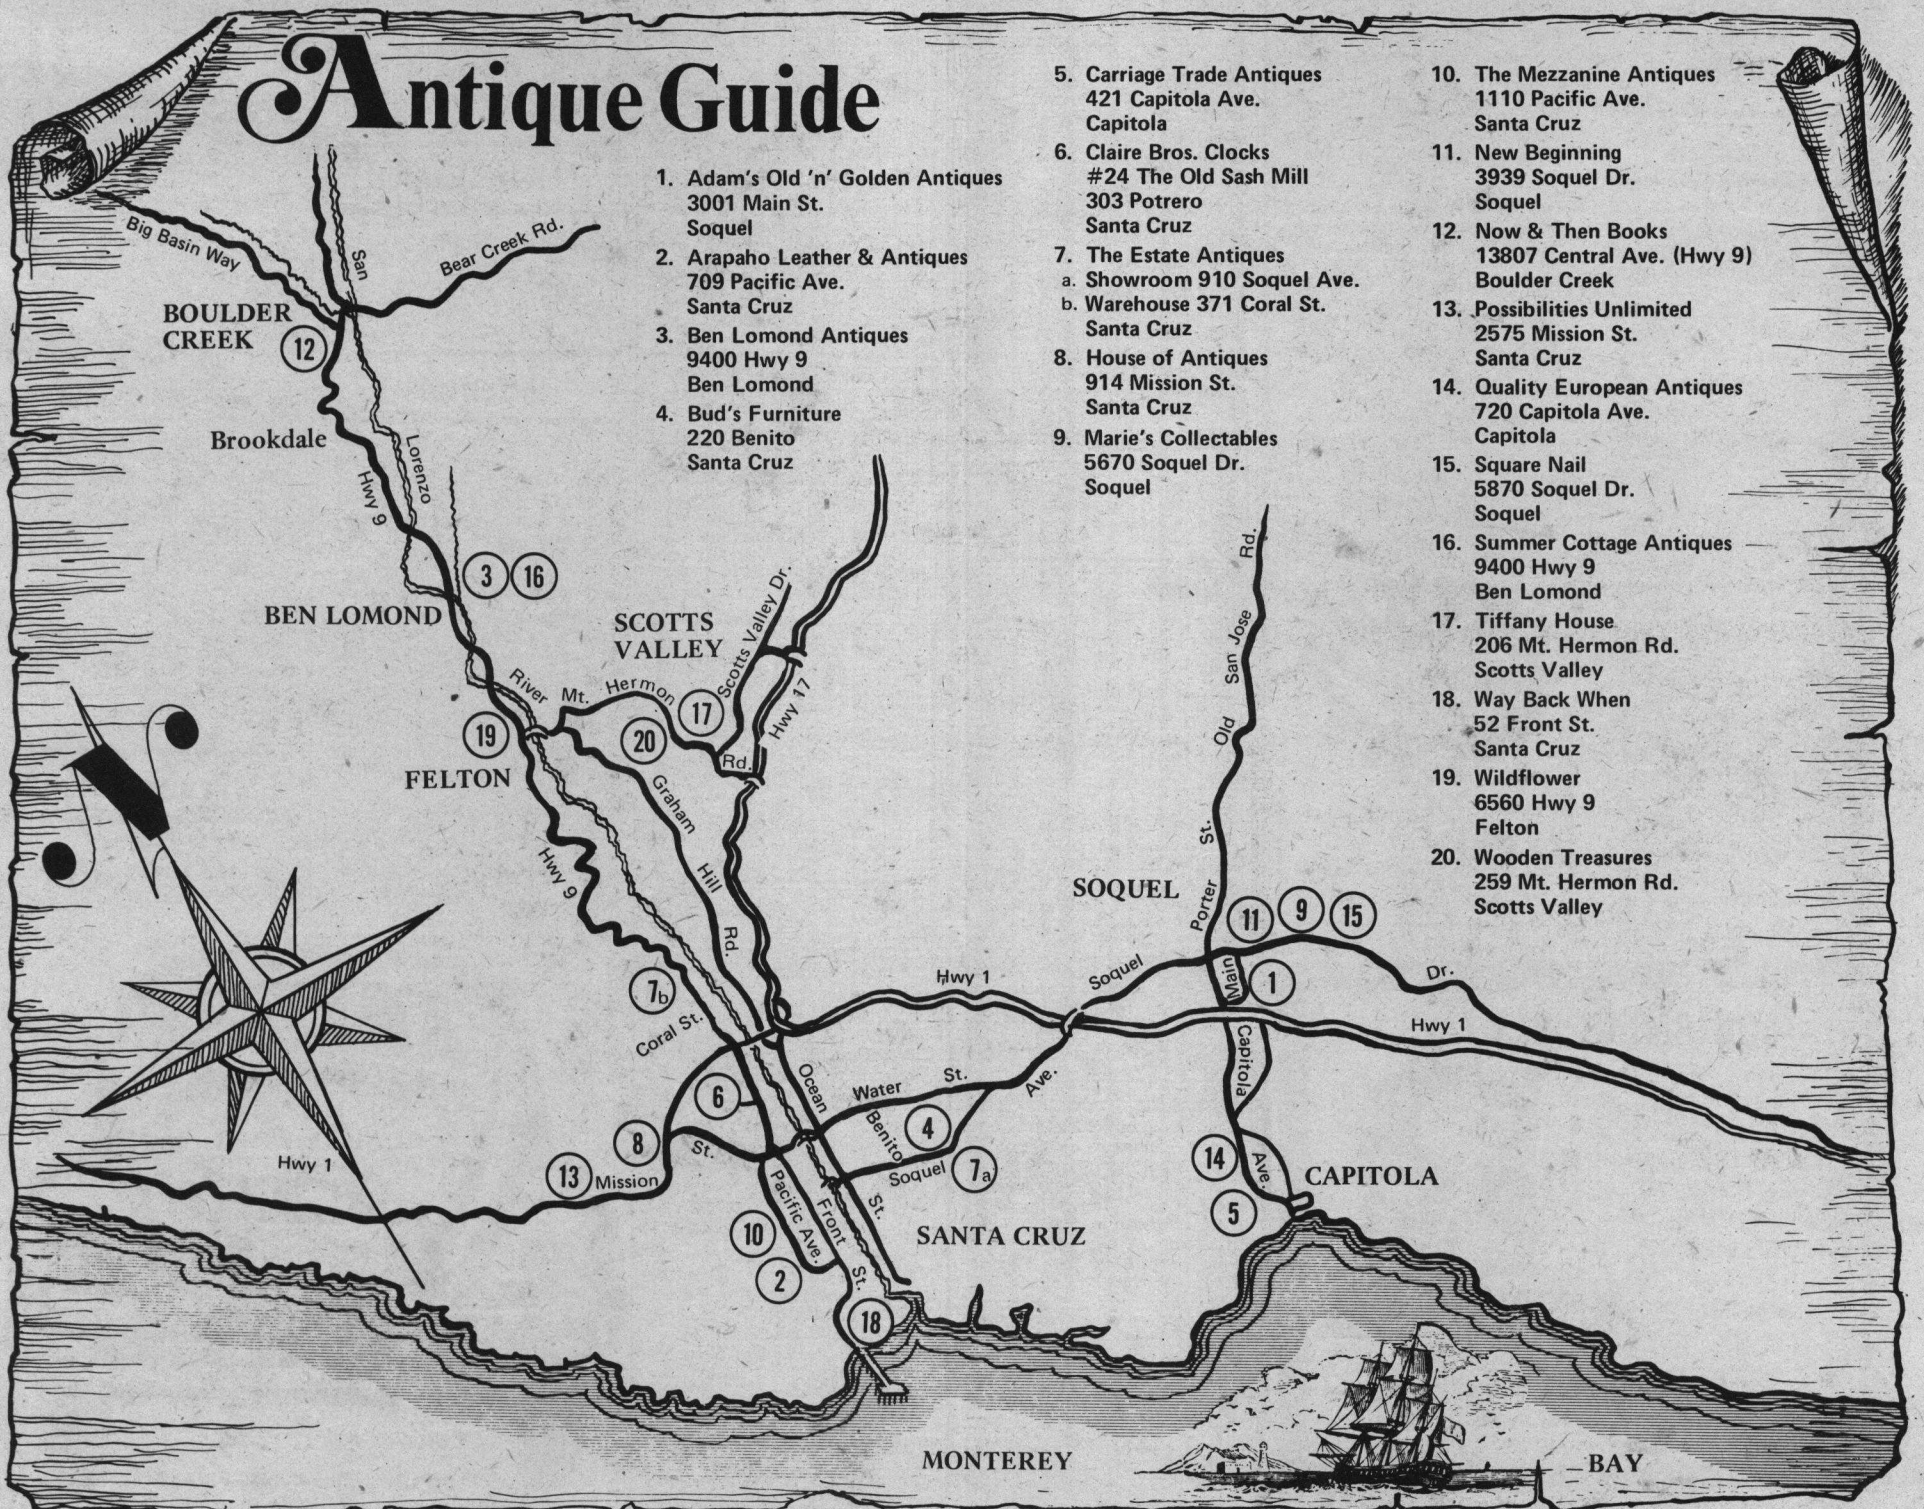 Antique Guide
1. Adam's Old 'n' Golden Antiques
3001 Main St.
Soquel
2. Arapaho Leather & Antiques
709 Pacific Ave.
Santa Cruz
3. Ben Lomond Antiques
9400 Hwy 9
Ben Lomond
4. Bud's Furniture
220 Benito
Santa Cruz
5. Carriage Trade Antiques
421 Capitola Ave.
Capitola
6. Claire Bros. Clocks
#24 The Old Sash Mill
303 Potrero
Santa Cruz
7. The Estate Antiques
a. Showroom 910 Soquel Ave.
b. Warehouse 371 Coral St.
Santa Cruz
8. House of Antiques
914 Mission St.
Santa Cruz
9. Marie's Collectables
5670 Soquel Dr.
Soquel
10. The Mezzanine Antiques
1110 Pacific Ave.
Santa Cruz
11. New Beginning
3939 Soquel Dr.
Soquel
12. Now & Then Books
13807 Central Ave. (Hwy 9)
Boulder Creek
13. Possibilities Unlimited
2575 Mission St.
Santa Cruz
14. Quality European Antiques
720 Capitola Ave.
Capitola
15. Square Nail
5870 Soquel Dr.
Soquel
16. Summer Cottage Antiques
9400 Hwy 9
Ben Lomond
17. Tiffany House
206 Mt. Hermon Rd.
Scotts Valley
18. Way Back When
52 Front St.
Santa Cruz
19. Wildflower
6560 Hwy 9
Felton
20. Wooden Treasures
259 Mt. Hermon Rd.
Scotts Valley
Big Basin Way
San
Bear Creek Rd.
BOULDER
CREEK
12
Brookdale
Lorenzo
Hwy 9
3
16
BEN LOMOND
SCOTTS
VALLEY
Scotts Valley Dr.
River
Mt.
Hermon
Rd.
17
20
Hwy 17
19
FELTON
Graham
Hill
Rd.
Hwy 9
N
Old
San Jose
Rd.
Porter
St.
SOQUEL
11
9
15
Main
1
Soquel
Dr.
Hwy 1
Hwy 1
7b
Coral St.
6
Ocean
St.
Water
St.
Benito
4
Soquel
Ave.
7a
8
13
Mission
St.
Hwy 1
Pacific Ave.
Front
St.
10
2
18
SANTA CRUZ
Capitola
Ave.
14
5
CAPITOLA
MONTEREY
BAY